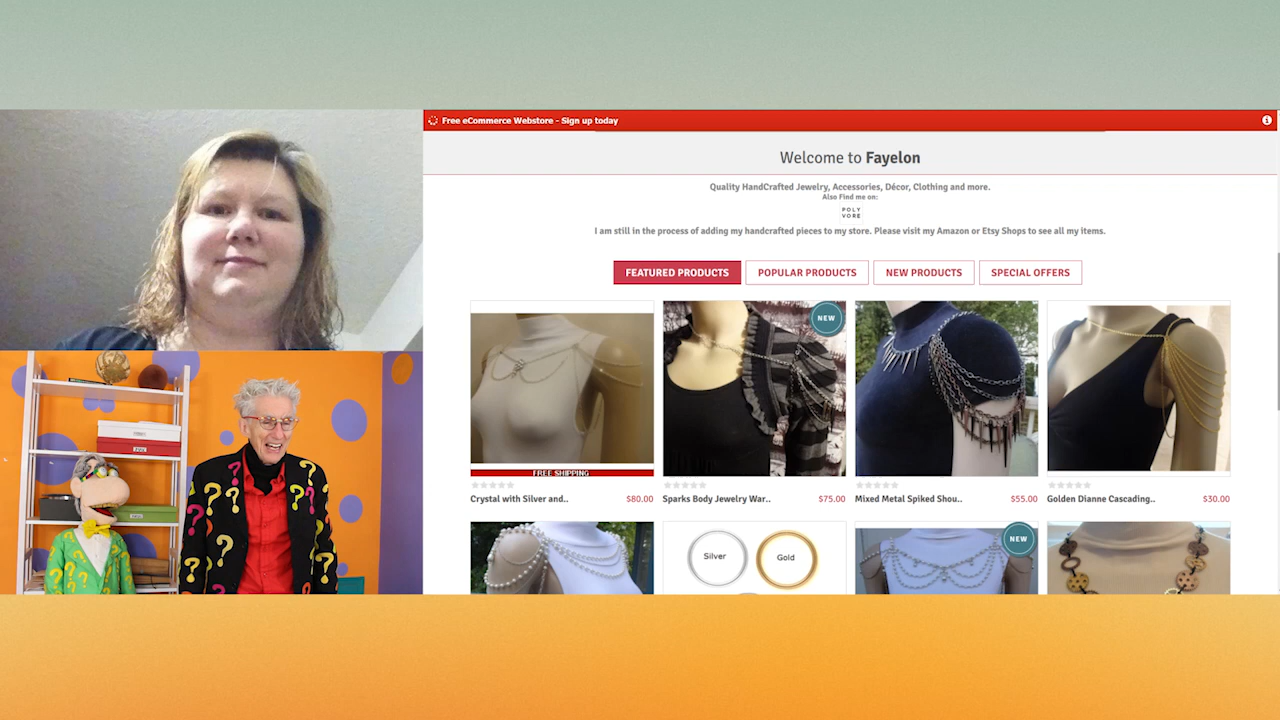 Free eCommerce Webstore - Sign up today
Welcome to Fayelon
Quality HandCrafted Jewelry, Accessories, Décor, Clothing and more.
Also Find me on:
POLY
VORE
I am still in the process of adding my handcrafted pieces to my store. Please visit my Amazon or Etsy Shops to see all my items.
FEATURED PRODUCTS POPULAR PRODUCTS NEW PRODUCTS SPECIAL OFFERS
NEW
FREE SHIPPING
Crystal with Silver and.. $80.00 Sparks Body Jewelry War.. $75.00 Mixed Metal Spiked Shou.. $55.00 Golden Dianne Cascading.. $30.00
NEW
Silver Gold